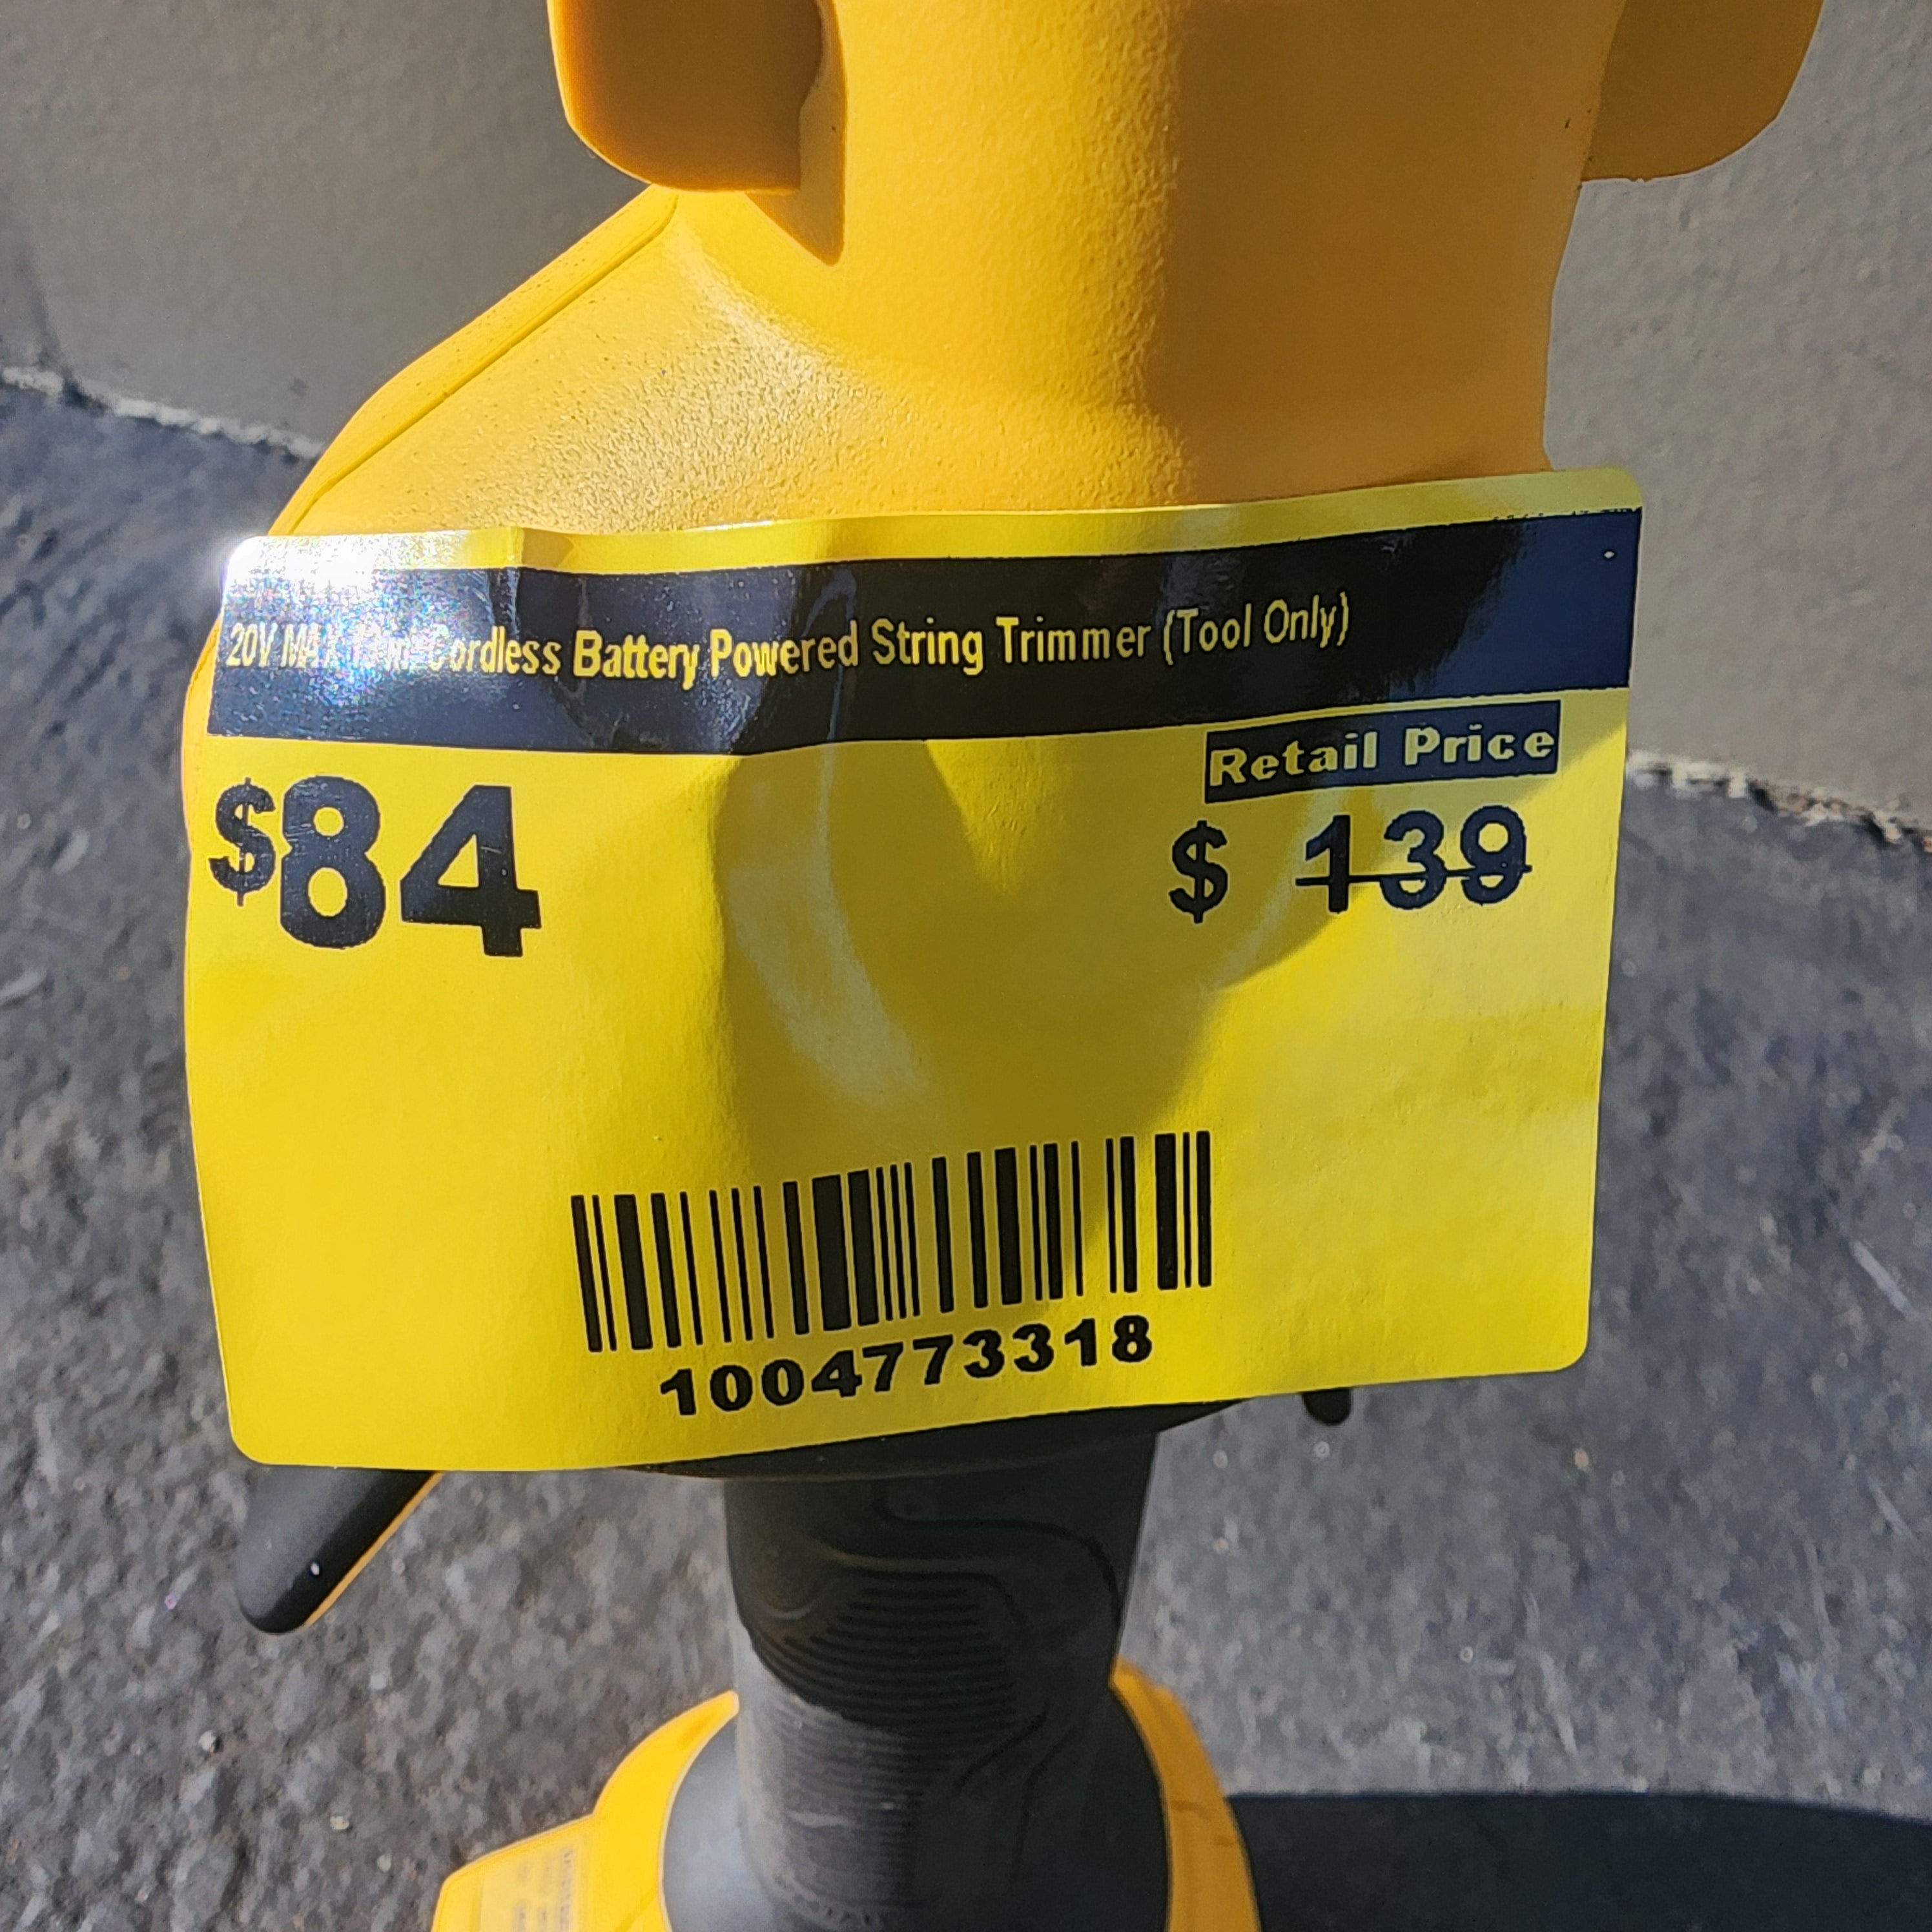 20V MAX Cordless Battery Powered String Trimmer (Tool Only)
$84
Retail Price
$ 139
1004773318